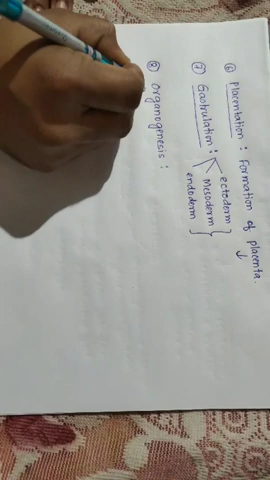 ⑥ Placentation : Formation of placenta. ↓
⑦ Gastrulation : ectoderm
Mesoderm
endoderm
⑧ Organogenesis :